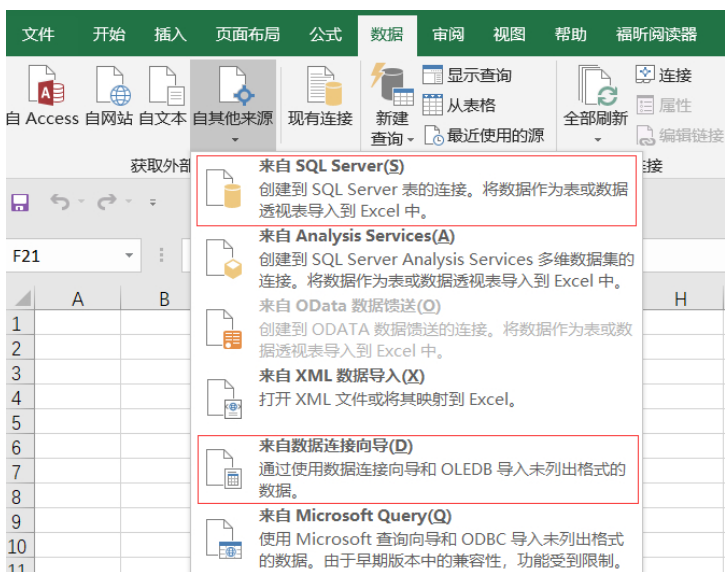 文件 开始 插入 页面布局 公式 数据 审阅 视图 帮助 福昕阅读器
自 Access 自网站 自文本 自其他来源 现有连接 新建
查询
显示查询
从表格
最近使用的源
全部刷新
连接
属性
编辑链接
获取外部
连接
来自 SQL Server(S)
创建到 SQL Server 表的连接。将数据作为表或数据
透视表导入到 Excel 中。
来自 Analysis Services(A)
创建到 SQL Server Analysis Services 多维数据集的
连接。将数据作为表或数据透视表导入到 Excel 中。
来自 OData 数据馈送(O)
创建到 ODATA 数据馈送的连接。将数据作为表或数
据透视表导入到 Excel 中。
来自 XML 数据导入(X)
打开 XML 文件或将其映射到 Excel。
来自数据连接向导(D)
通过使用数据连接向导和 OLEDB 导入未列出格式的
数据。
来自 Microsoft Query(Q)
使用 Microsoft 查询向导和 ODBC 导入未列出格式
的数据。由于早期版本中的兼容性，功能受到限制。
F21
A B H
1
2
3
4
5
6
7
8
9
10
11